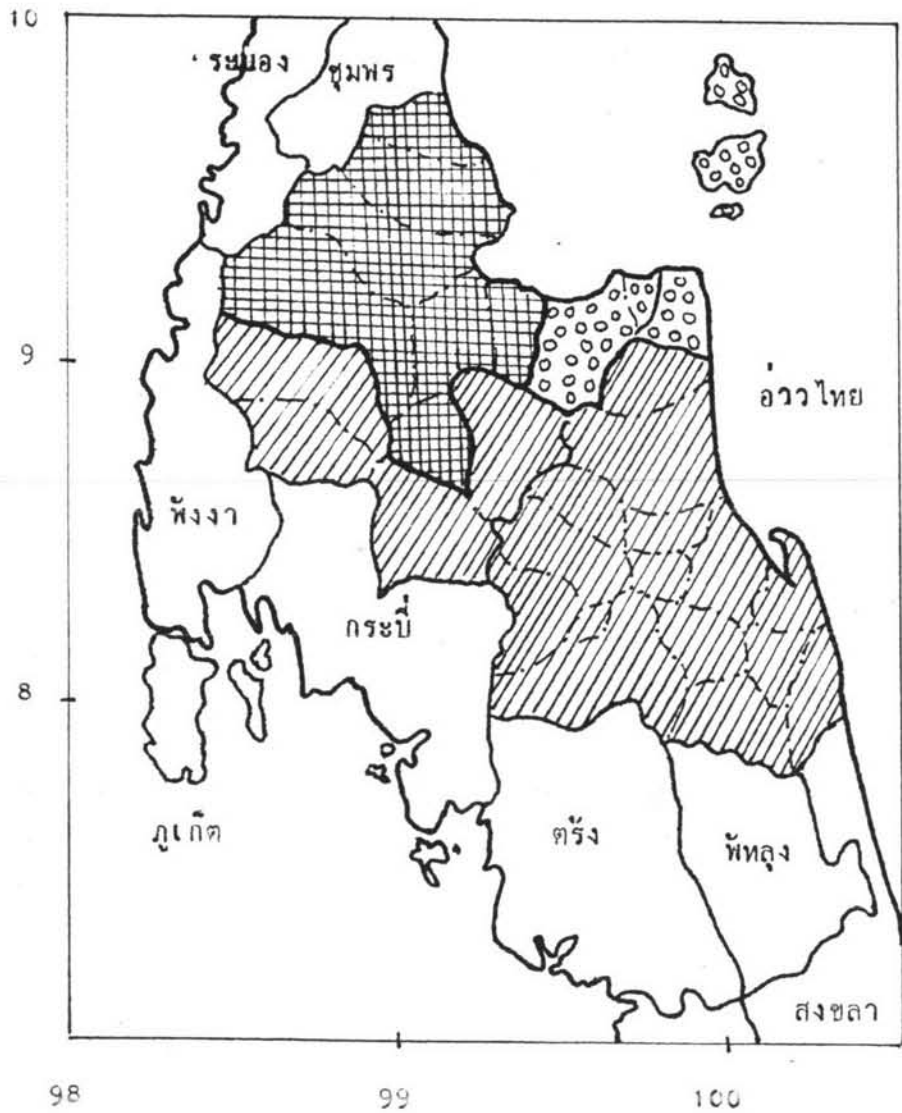 10
ระยอง
ชุมพร
9
อ่าวไทย
พังงา
กระบี่
8
ภูเก็ต
ตรัง
พัทลุง
สงขลา
98
99
100